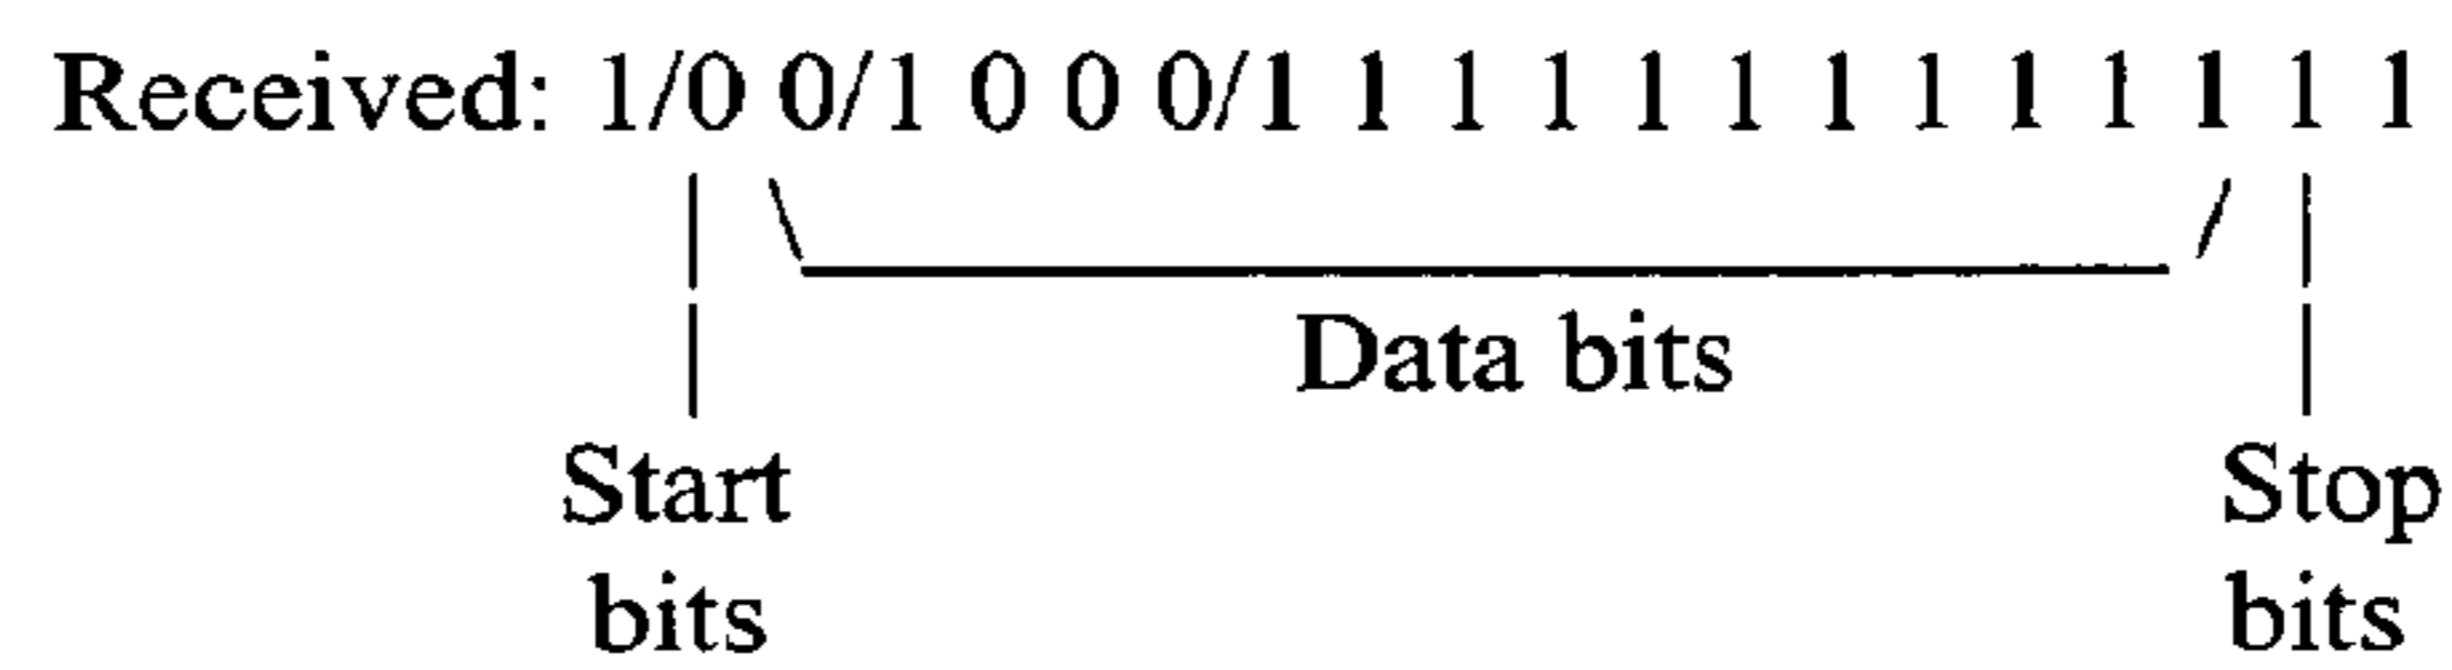 Received: 1/0 0/1 0 0 0/1 1 1 1 1 1 1 1 1 1 1 1 1
Data bits
Start bits
Stop bits